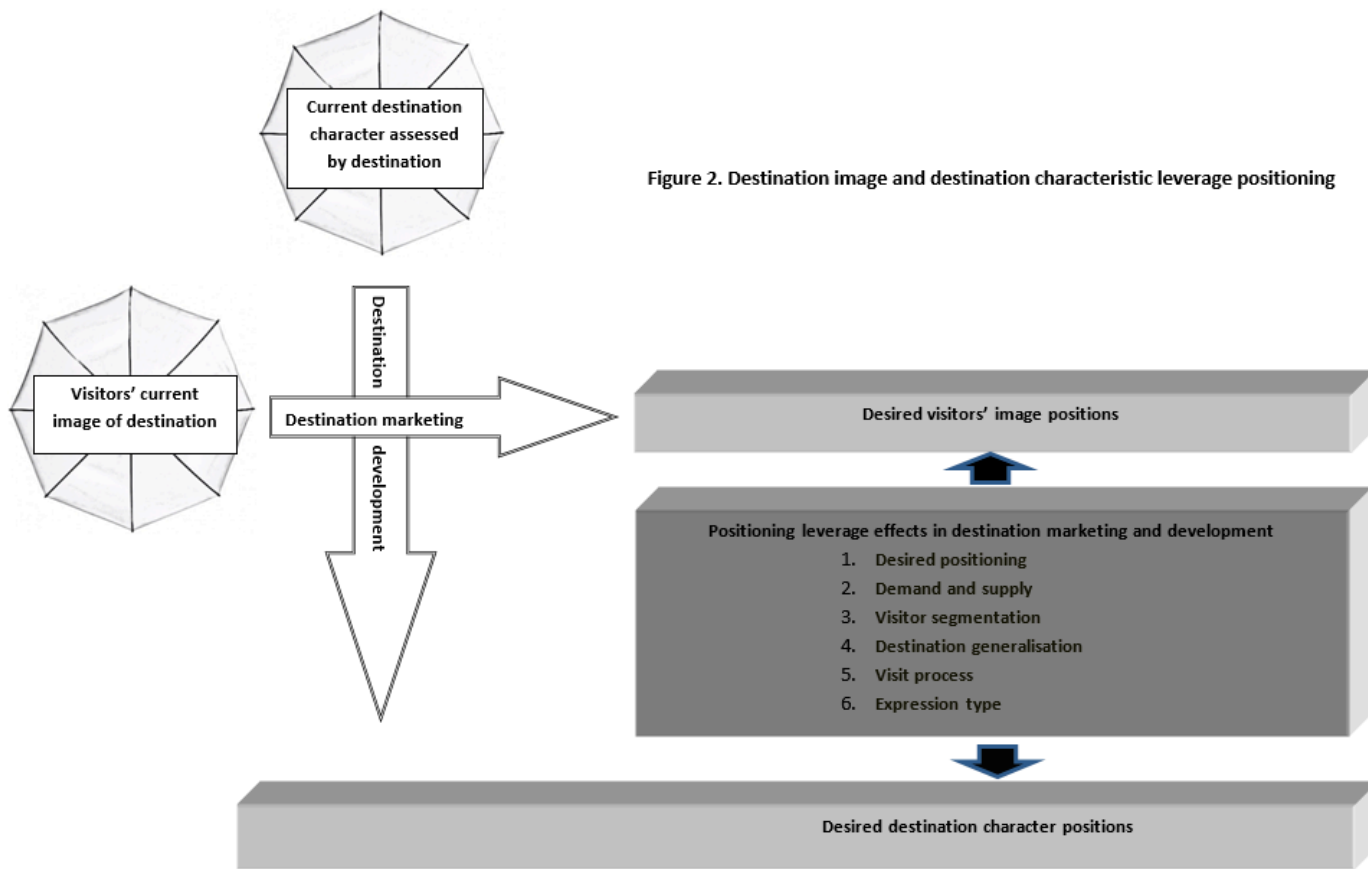 Current destination
character assessed
by destination
Figure 2. Destination image and destination characteristic leverage positioning
Visitors’ current
image of destination
Destination development
Destination marketing
Desired visitors’ image positions
Positioning leverage effects in destination marketing and development
1. Desired positioning
2. Demand and supply
3. Visitor segmentation
4. Destination generalisation
5. Visit process
6. Expression type
Desired destination character positions